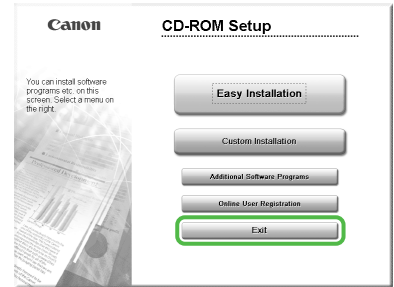 Canon
CD-ROM Setup
You can install software
programs etc. on this
screen. Select a menu on
the right.
Easy Installation
Custom Installation
Additional Software Programs
Online User Registration
Exit